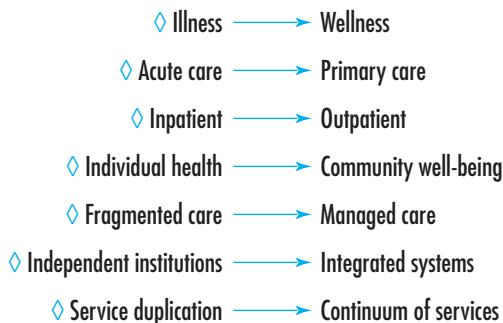 ◊ Illness → Wellness
◊ Acute care → Primary care
◊ Inpatient → Outpatient
◊ Individual health → Community well-being
◊ Fragmented care → Managed care
◊ Independent institutions → Integrated systems
◊ Service duplication → Continuum of services